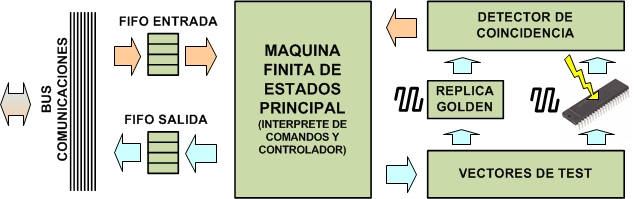 BUS
COMUNICACIONES
FIFO ENTRADA
FIFO SALIDA
MAQUINA
FINITA DE
ESTADOS
PRINCIPAL
(INTERPRETE DE
COMANDOS Y
CONTROLADOR)
DETECTOR DE
COINCIDENCIA
REPLICA
GOLDEN
VECTORES DE TEST